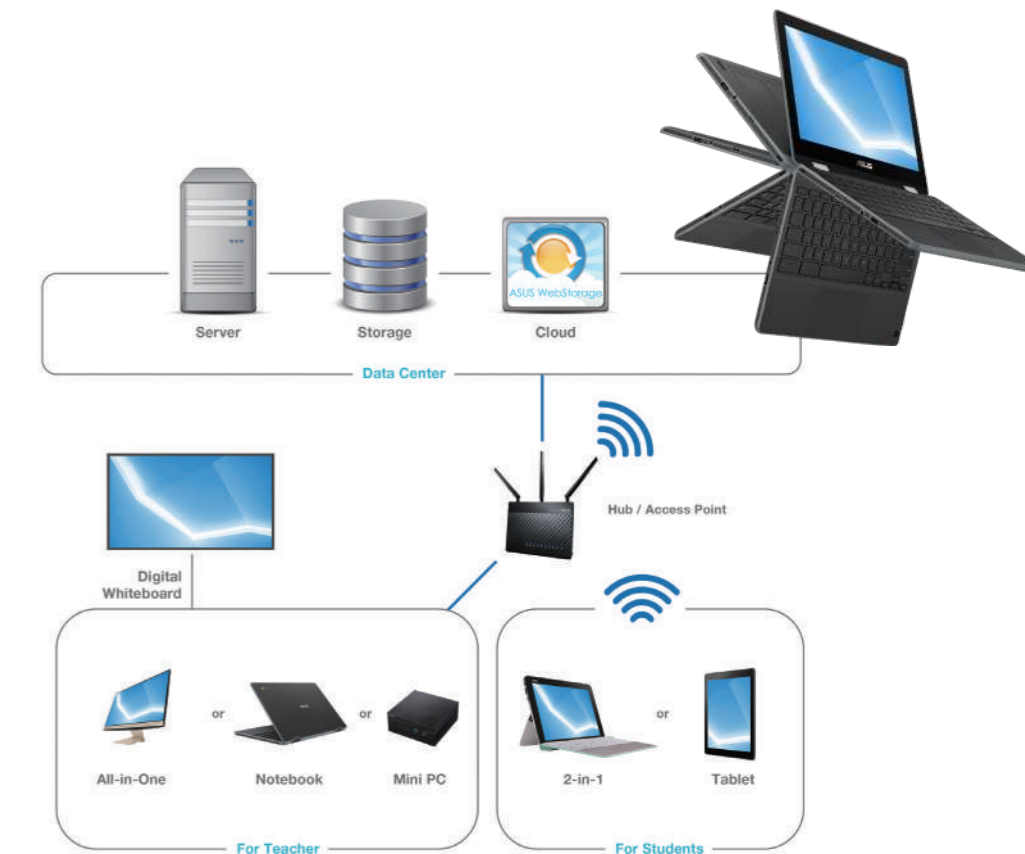 ASUS
ASUS WebStorage
Server
Storage
Cloud
Data Center
Hub / Access Point
Digital
Whiteboard
or
or
or
All-in-One
Notebook
Mini PC
2-in-1
Tablet
For Teacher
For Students